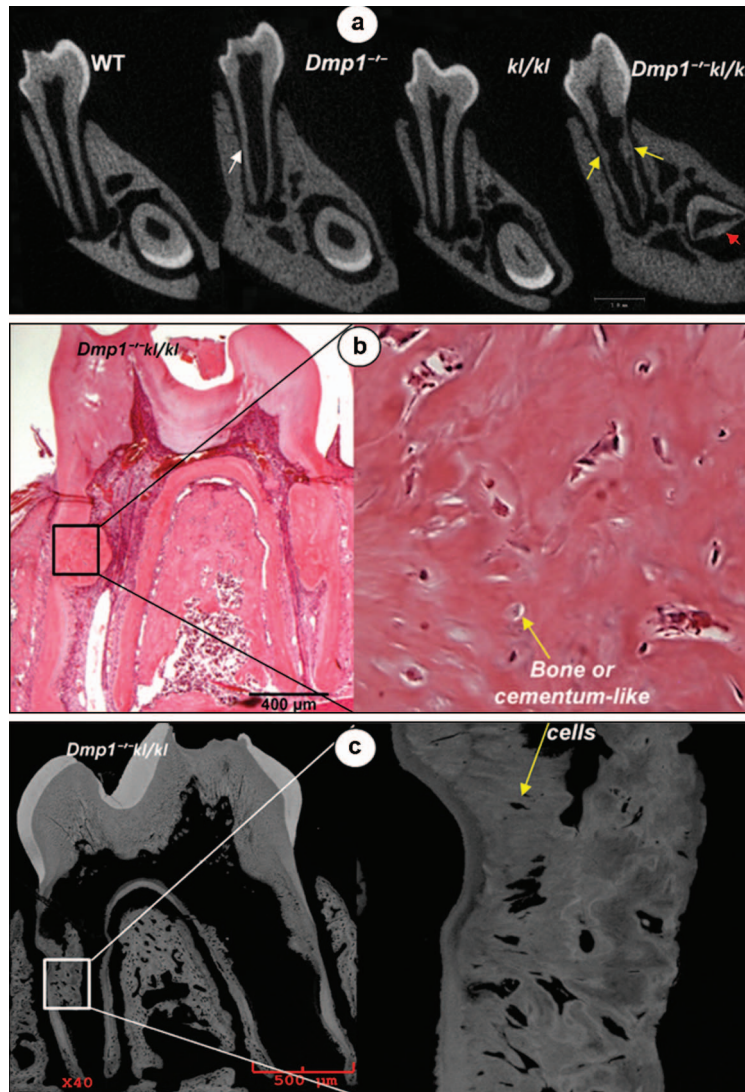 a
WT
Dmp1⁻ᐟ⁻
kl/kl
Dmp1⁻ᐟ⁻kl/k
b
Dmp1⁻ᐟ⁻kl/kl
400 µm
Bone or
cementum-like
cells
c
Dmp1⁻ᐟ⁻kl/kl
X40
500 µm